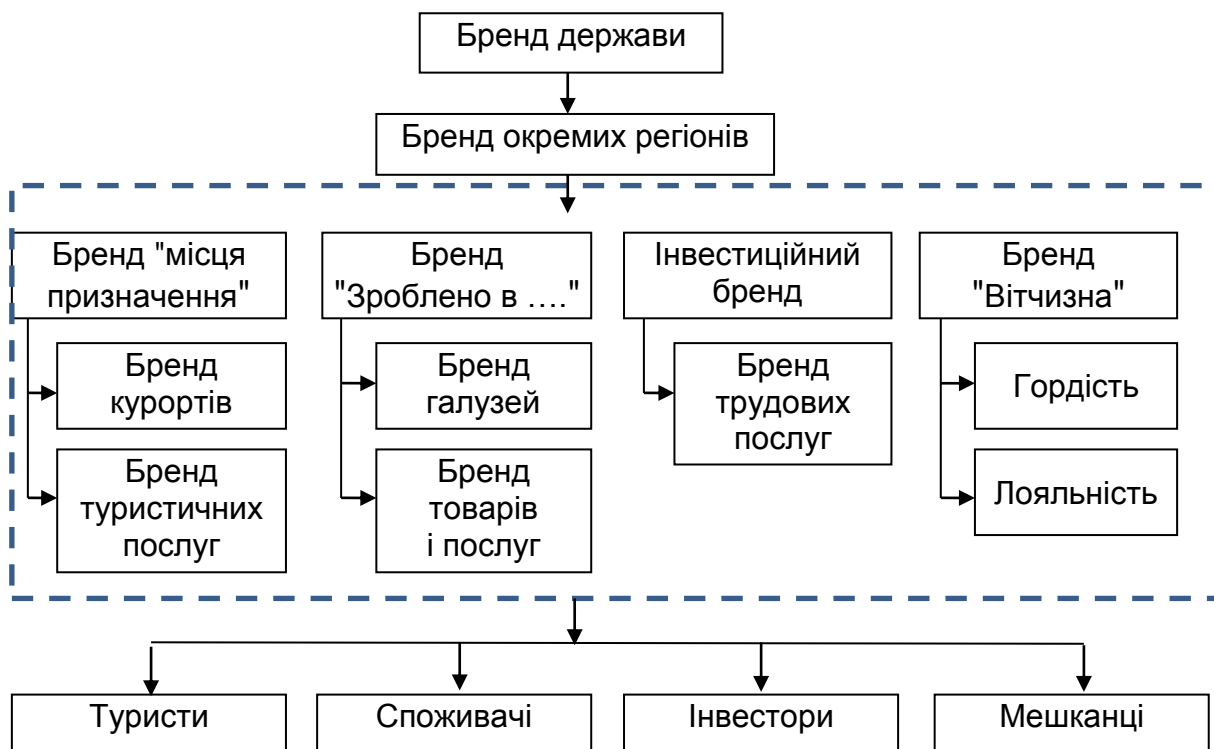 Бренд держави
Бренд окремих регіонів
Бренд "місця
призначення"
Бренд
"Зроблено в …."
Інвестиційний
бренд
Бренд
"Вітчизна"
Бренд
курортів
Бренд
галузей
Бренд
трудових
послуг
Гордість
Бренд
туристичних
послуг
Бренд
товарів
і послуг
Лояльність
Туристи
Споживачі
Інвестори
Мешканці